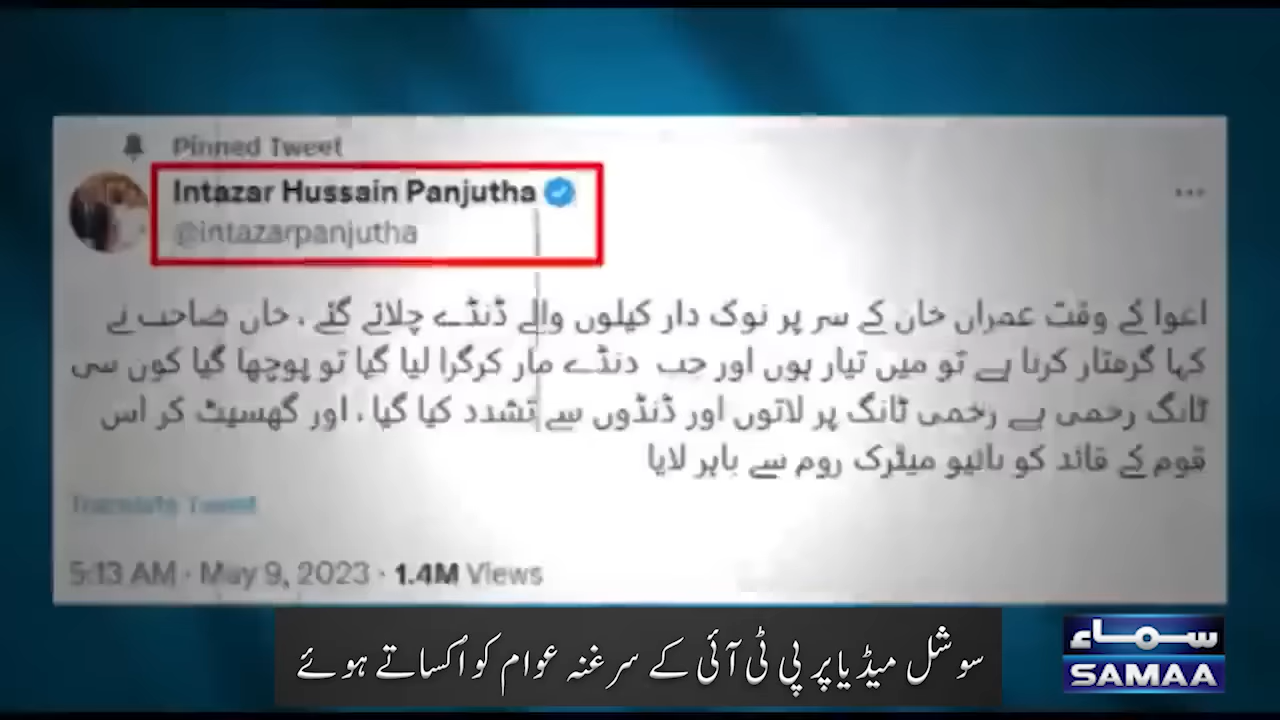 Pinned Tweet
Intazar Hussain Panjutha
@intazarpanjutha
اغوا کے وقت عمران خان کے سر پر نوک دار کیلوں والے ڈنڈے چلائے گئے ، خان صاحب نے
کہا گرفتار کرنا ہے تو میں تیار ہوں اور جب دنڈے مار کرگرا لیا گیا تو پوچھا گیا کون سی
ٹانگ زخمی ہے زخمی ٹانگ پر لاتوں اور ڈنڈوں سے تشدد کیا گیا ، اور گھسیٹ کر اس
قوم کے قائد کو بائیو میٹرک روم سے باہر لایا
Translate Tweet
5:13 AM · May 9, 2023 · 1.4M Views
سوشل میڈیا پر پی ٹی آئی کے سرغنہ عوام کو اکساتے ہوئے
سماء
SAMAA